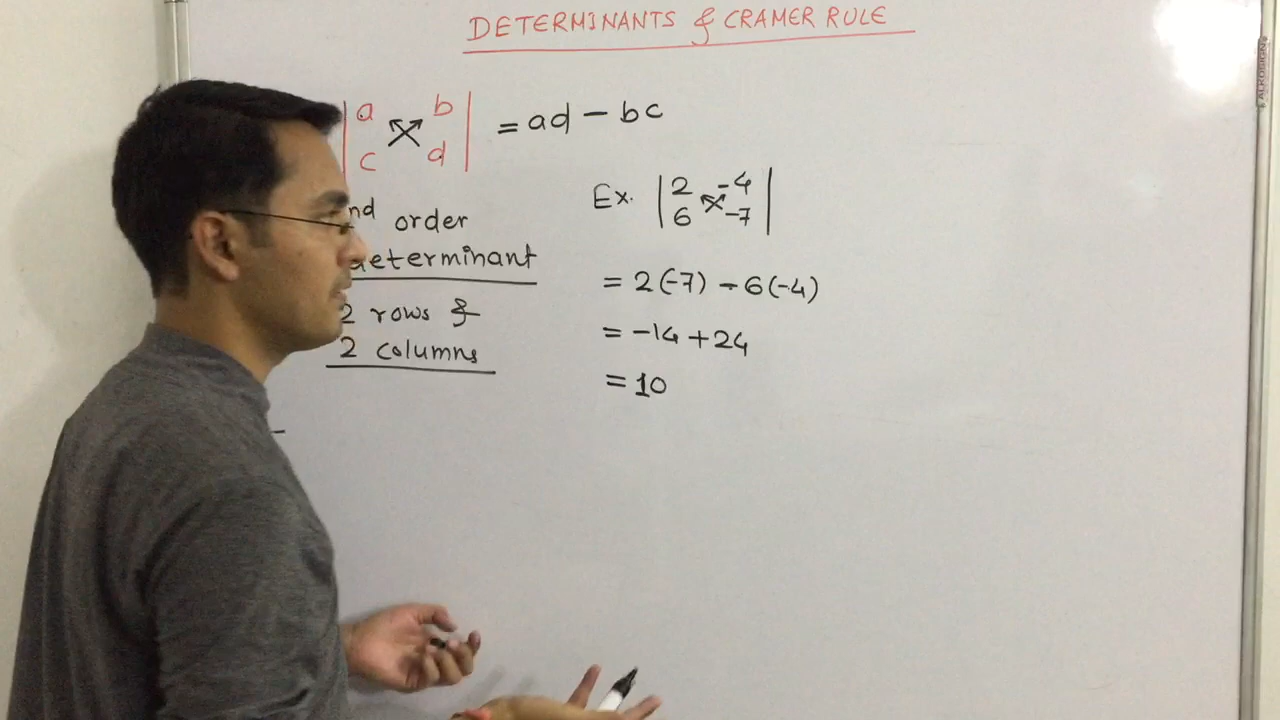 DETERMINANTS & CRAMER RULE
|a b|
|c d| = ad - bc
nd order
determinant
2 rows &
2 columns
Ex. |2 -4|
|6 -7|
= 2(-7) - 6(-4)
= -14 + 24
= 10
ALKOSIGN